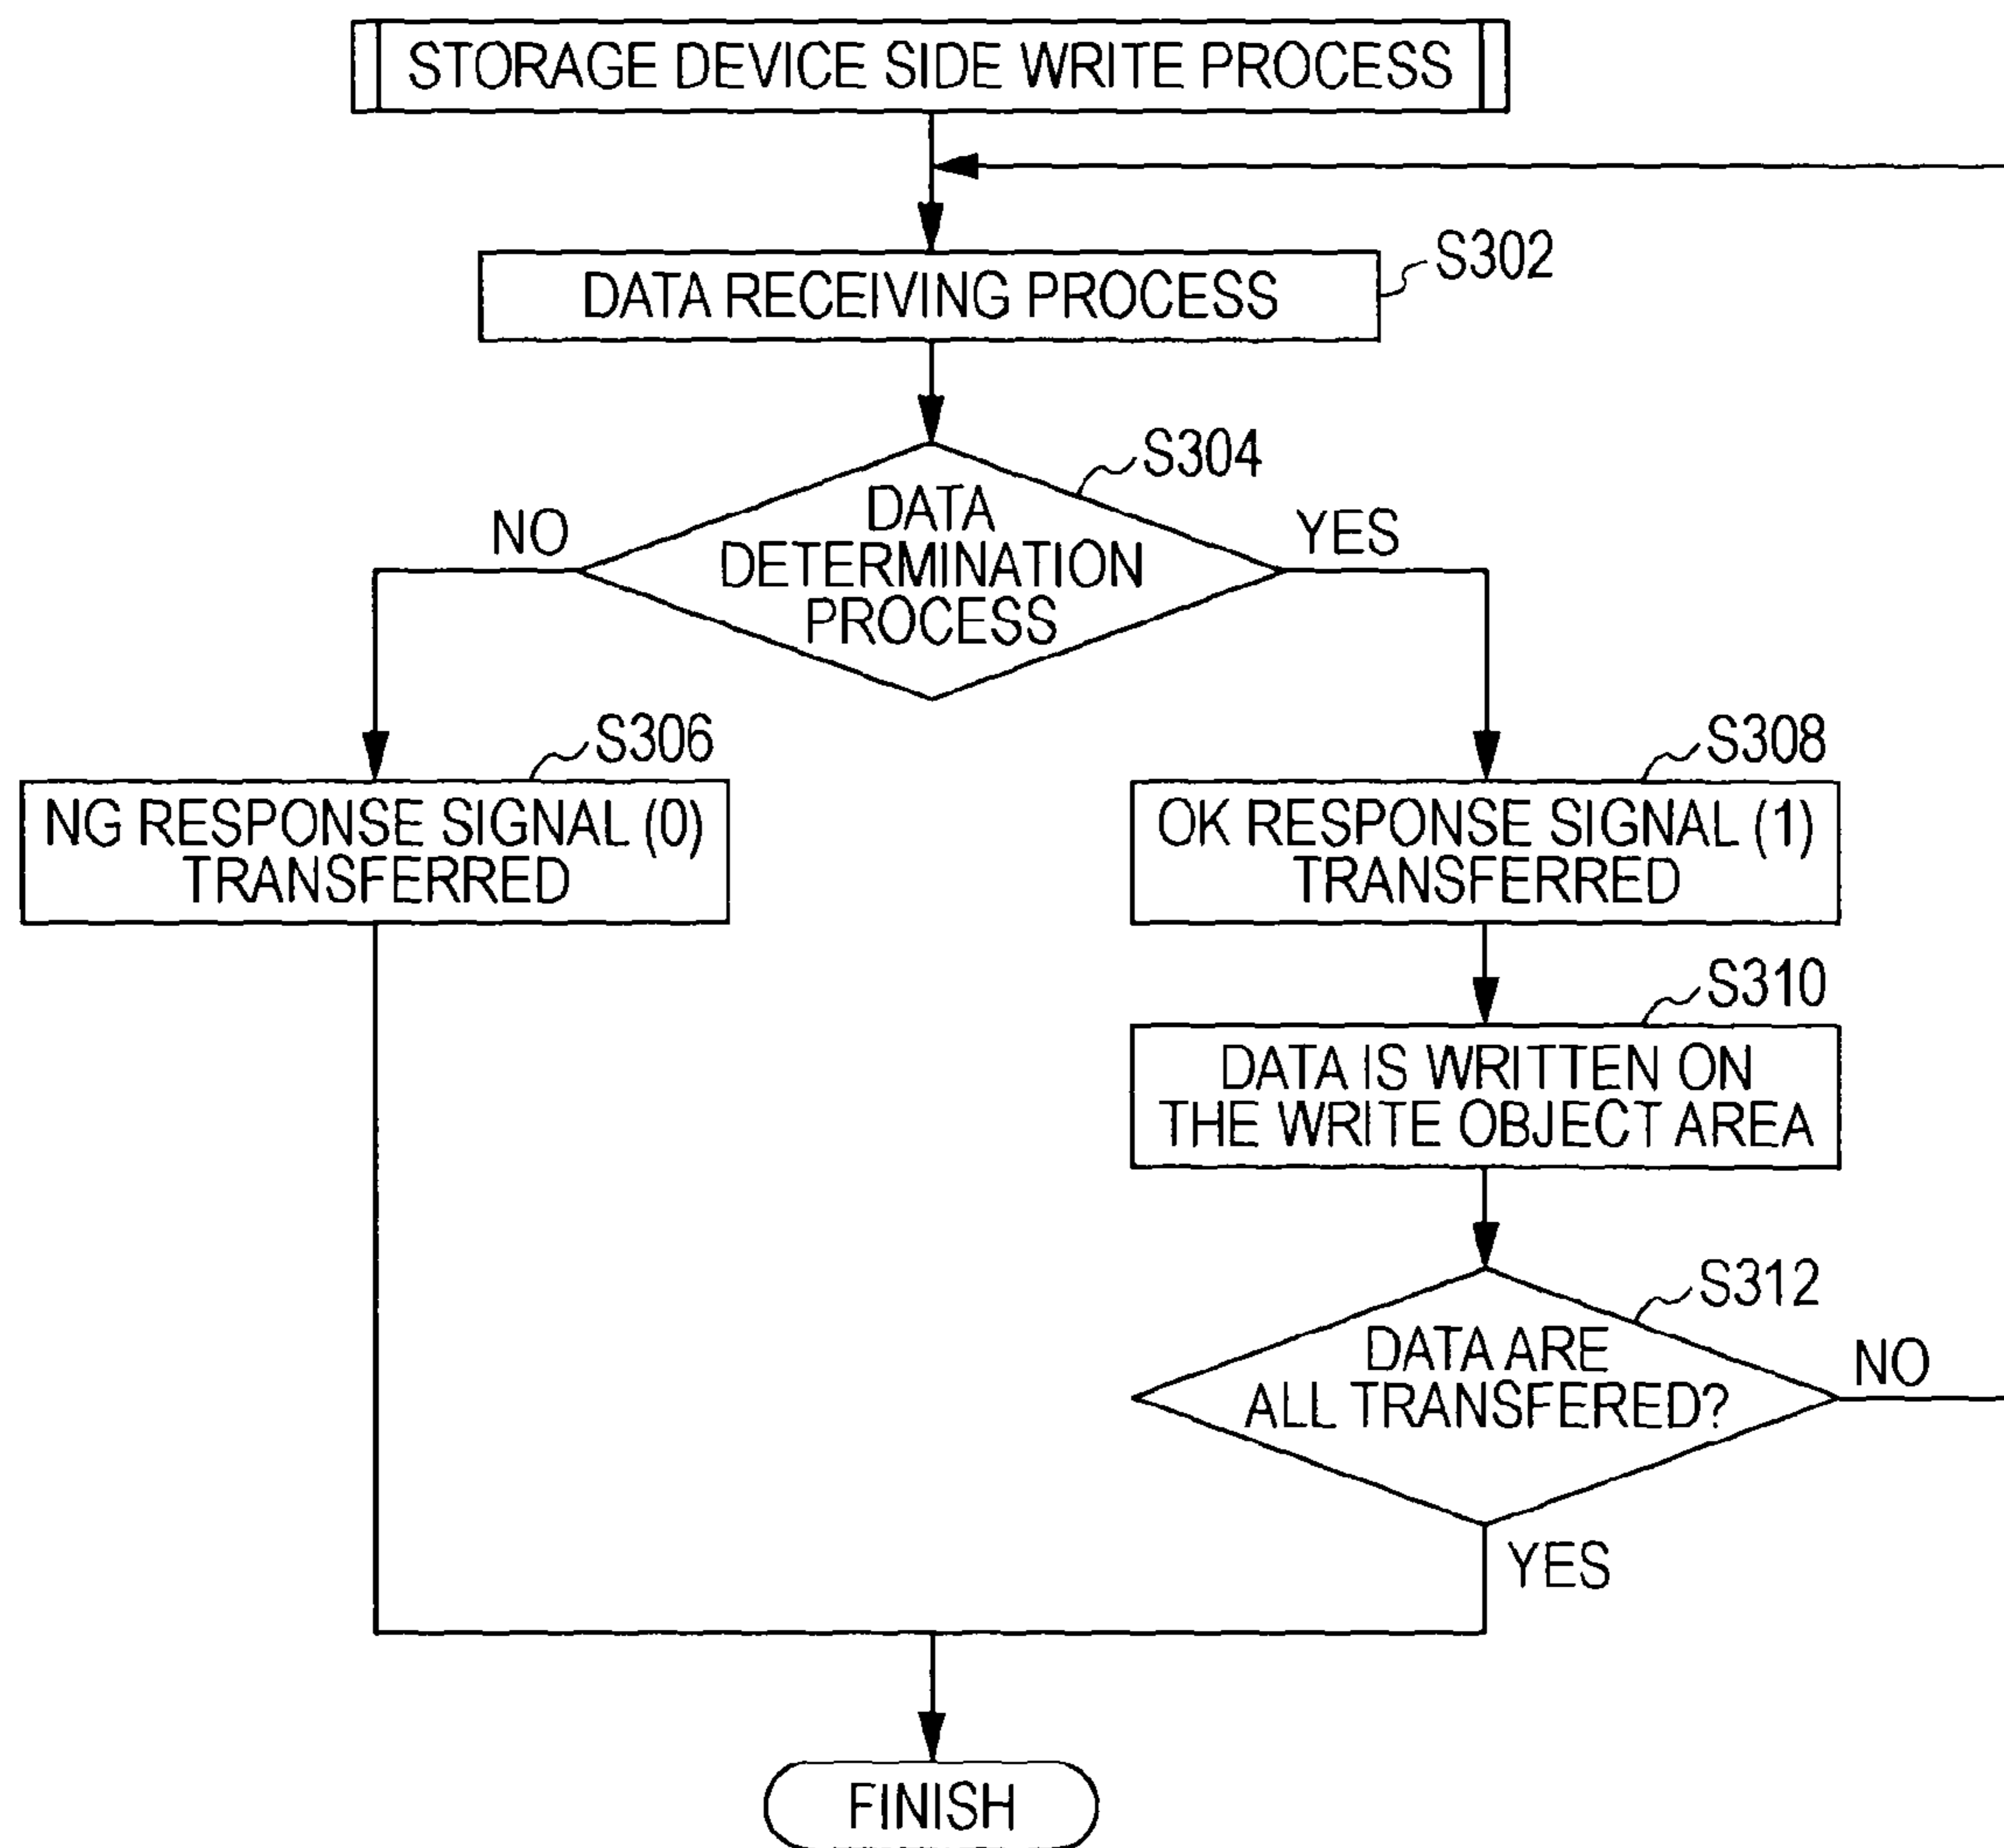 STORAGE DEVICE SIDE WRITE PROCESS
S302
DATA RECEIVING PROCESS
S304
NO
YES
DATA
DETERMINATION
PROCESS
S306
S308
NG RESPONSE SIGNAL (0)
TRANSFERRED
OK RESPONSE SIGNAL (1)
TRANSFERRED
S310
DATA IS WRITTEN ON
THE WRITE OBJECT AREA
S312
DATA ARE
ALL TRANSFERED?
NO
YES
FINISH